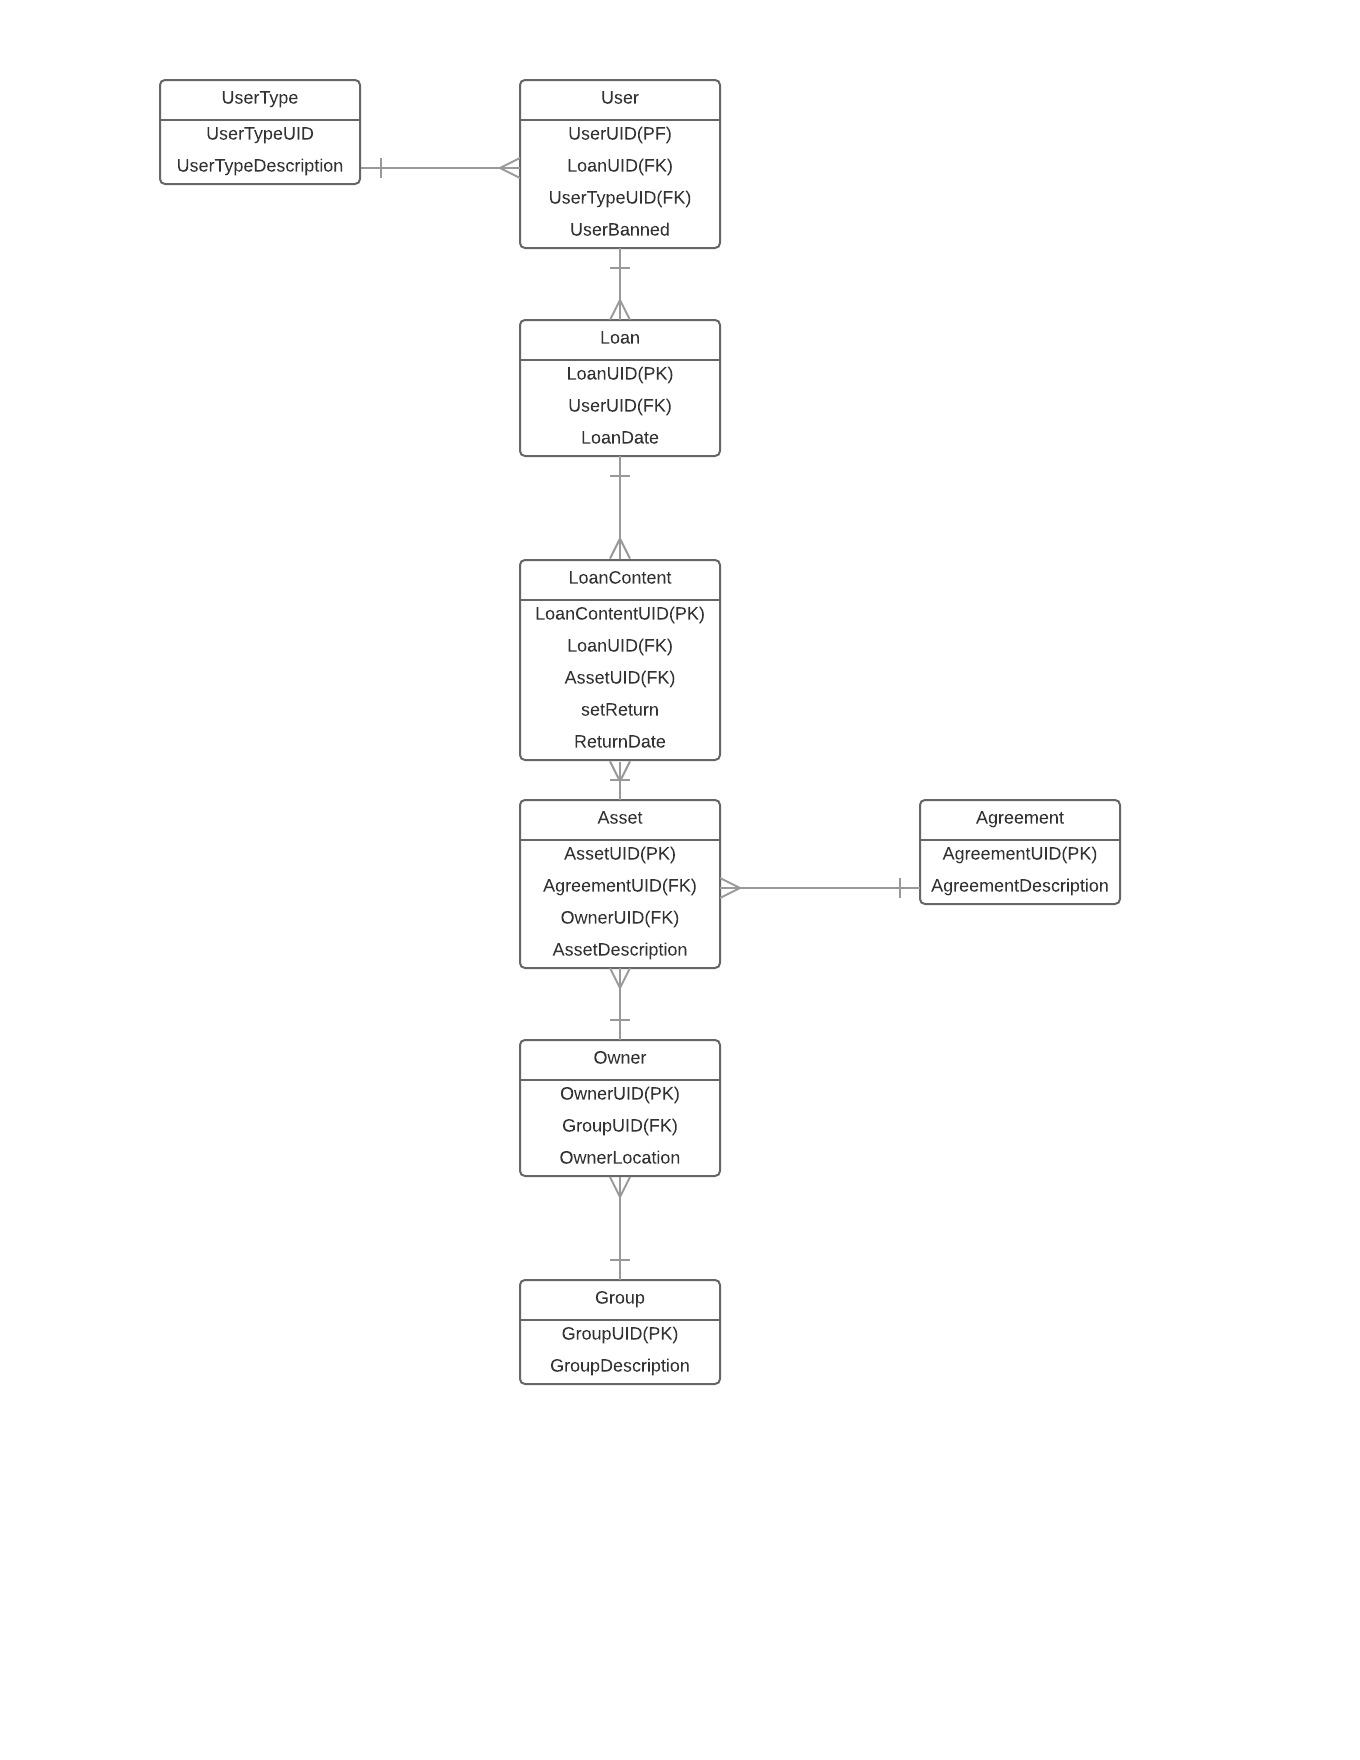 UserType
UserTypeUID
UserTypeDescription
User
UserUID(PF)
LoanUID(FK)
UserTypeUID(FK)
UserBanned
Loan
LoanUID(PK)
UserUID(FK)
LoanDate
LoanContent
LoanContentUID(PK)
LoanUID(FK)
AssetUID(FK)
setReturn
ReturnDate
Asset
AssetUID(PK)
AgreementUID(FK)
OwnerUID(FK)
AssetDescription
Agreement
AgreementUID(PK)
AgreementDescription
Owner
OwnerUID(PK)
GroupUID(FK)
OwnerLocation
Group
GroupUID(PK)
GroupDescription